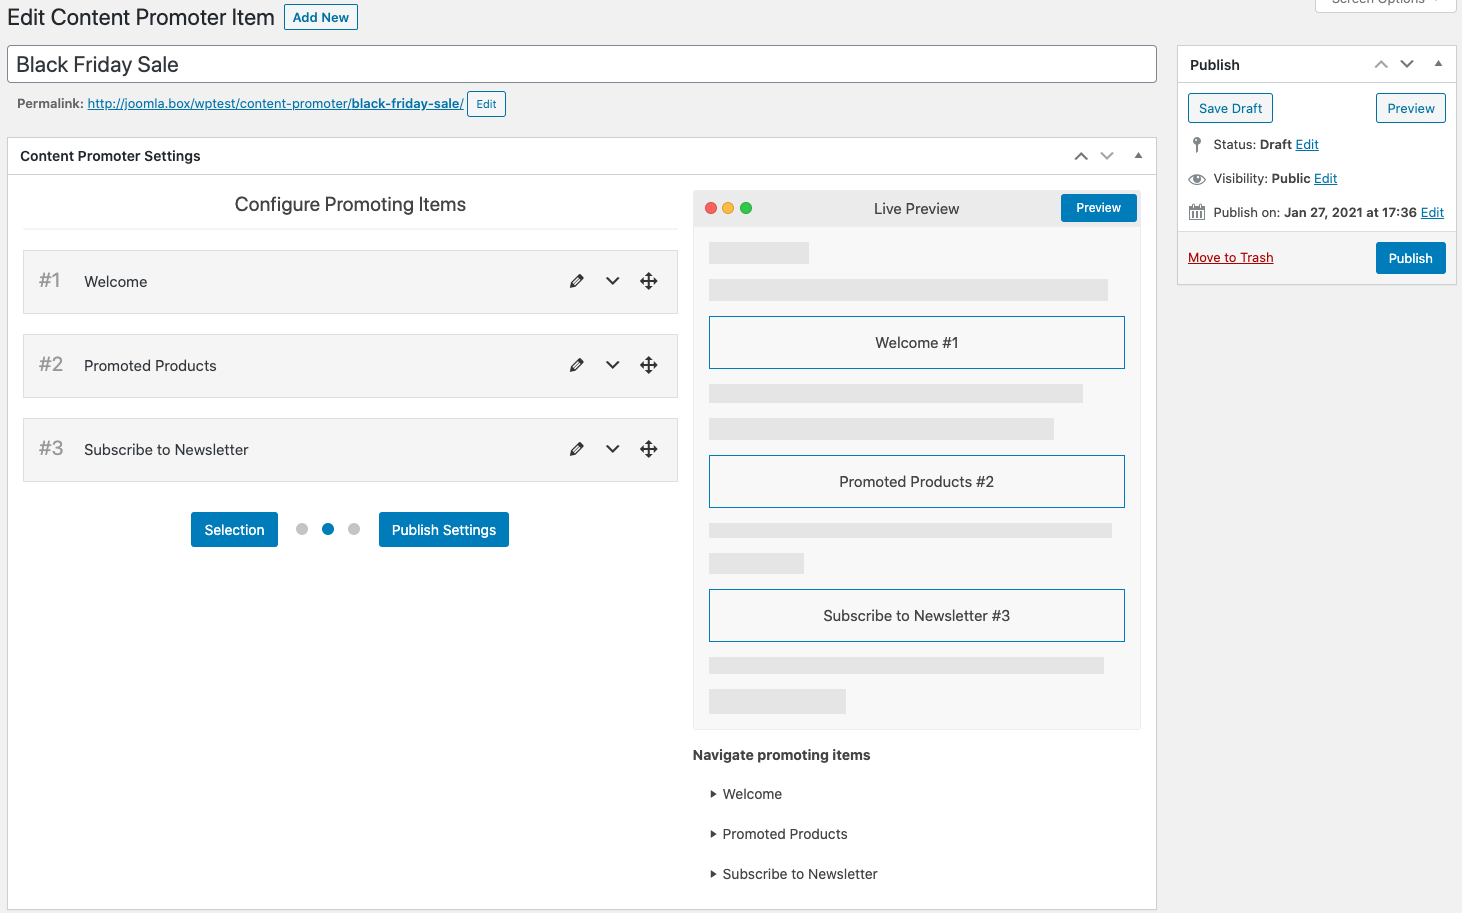 Edit Content Promoter Item
Add New
Screen Options
Black Friday Sale
Permalink: http://joomla.box/wptest/content-promoter/black-friday-sale/ Edit
Content Promoter Settings
Configure Promoting Items
#1 Welcome
#2 Promoted Products
#3 Subscribe to Newsletter
Selection
Publish Settings
Live Preview
Preview
Welcome #1
Promoted Products #2
Subscribe to Newsletter #3
Navigate promoting items
Welcome
Promoted Products
Subscribe to Newsletter
Publish
Save Draft
Preview
Status: Draft Edit
Visibility: Public Edit
Publish on: Jan 27, 2021 at 17:36 Edit
Move to Trash
Publish